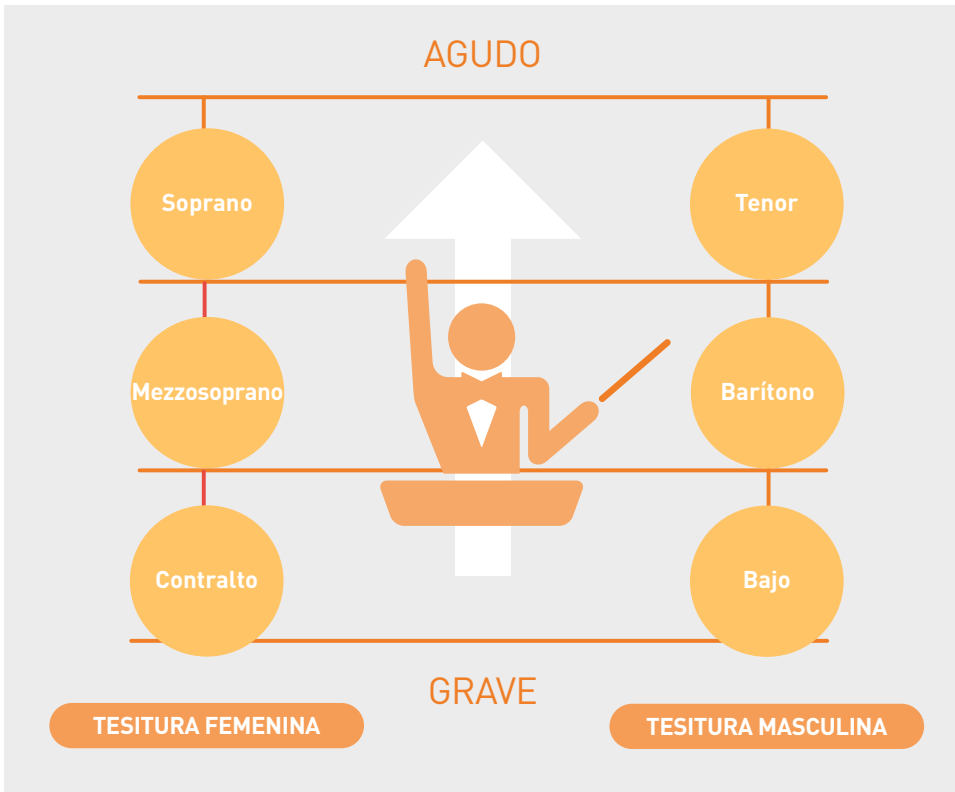 AGUDO
Soprano
Tenor
Mezzosoprano
Barítono
Contralto
Bajo
GRAVE
TESITURA FEMENINA
TESITURA MASCULINA